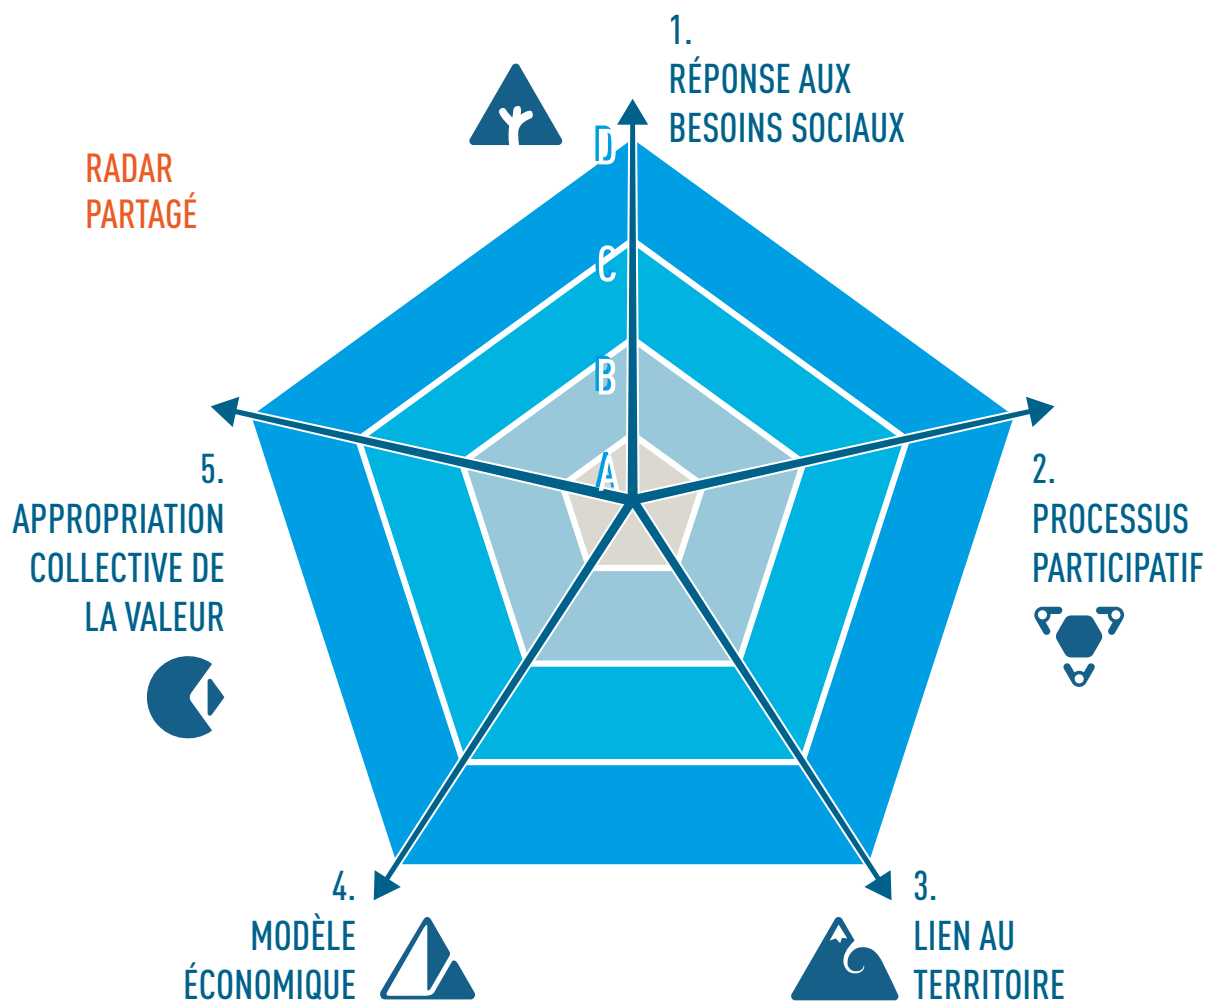 RADAR
PARTAGÉ
1.
RÉPONSE AUX
BESOINS SOCIAUX
D
C
B
A
2.
PROCESSUS
PARTICIPATIF
3.
LIEN AU
TERRITOIRE
4.
MODÈLE
ÉCONOMIQUE
5.
APPROPRIATION
COLLECTIVE DE
LA VALEUR